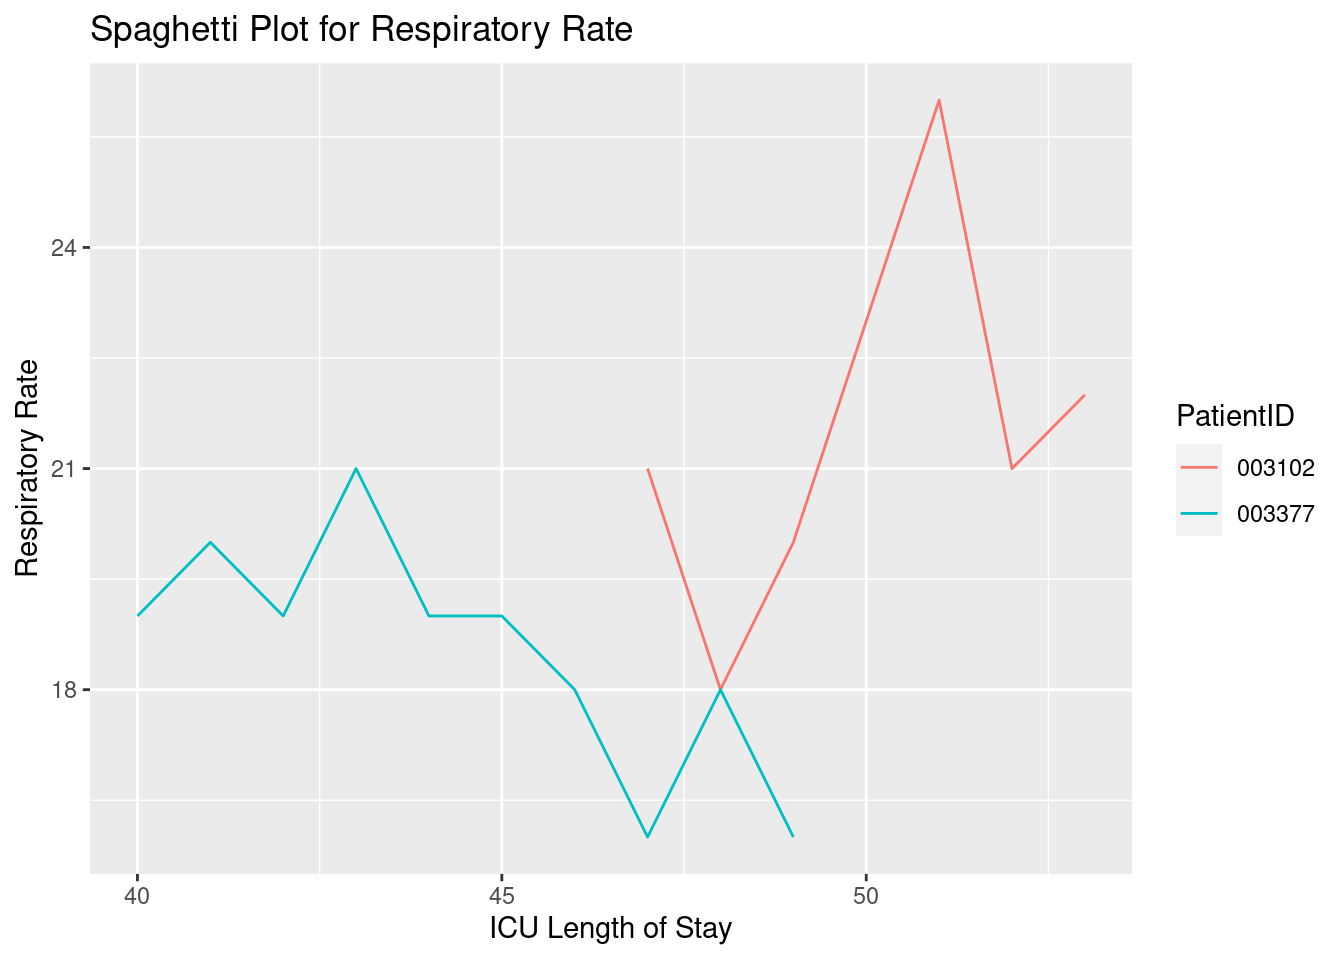 Spaghetti Plot for Respiratory Rate
Respiratory Rate
24
21
18
40
45
50
ICU Length of Stay
PatientID
003102
003377